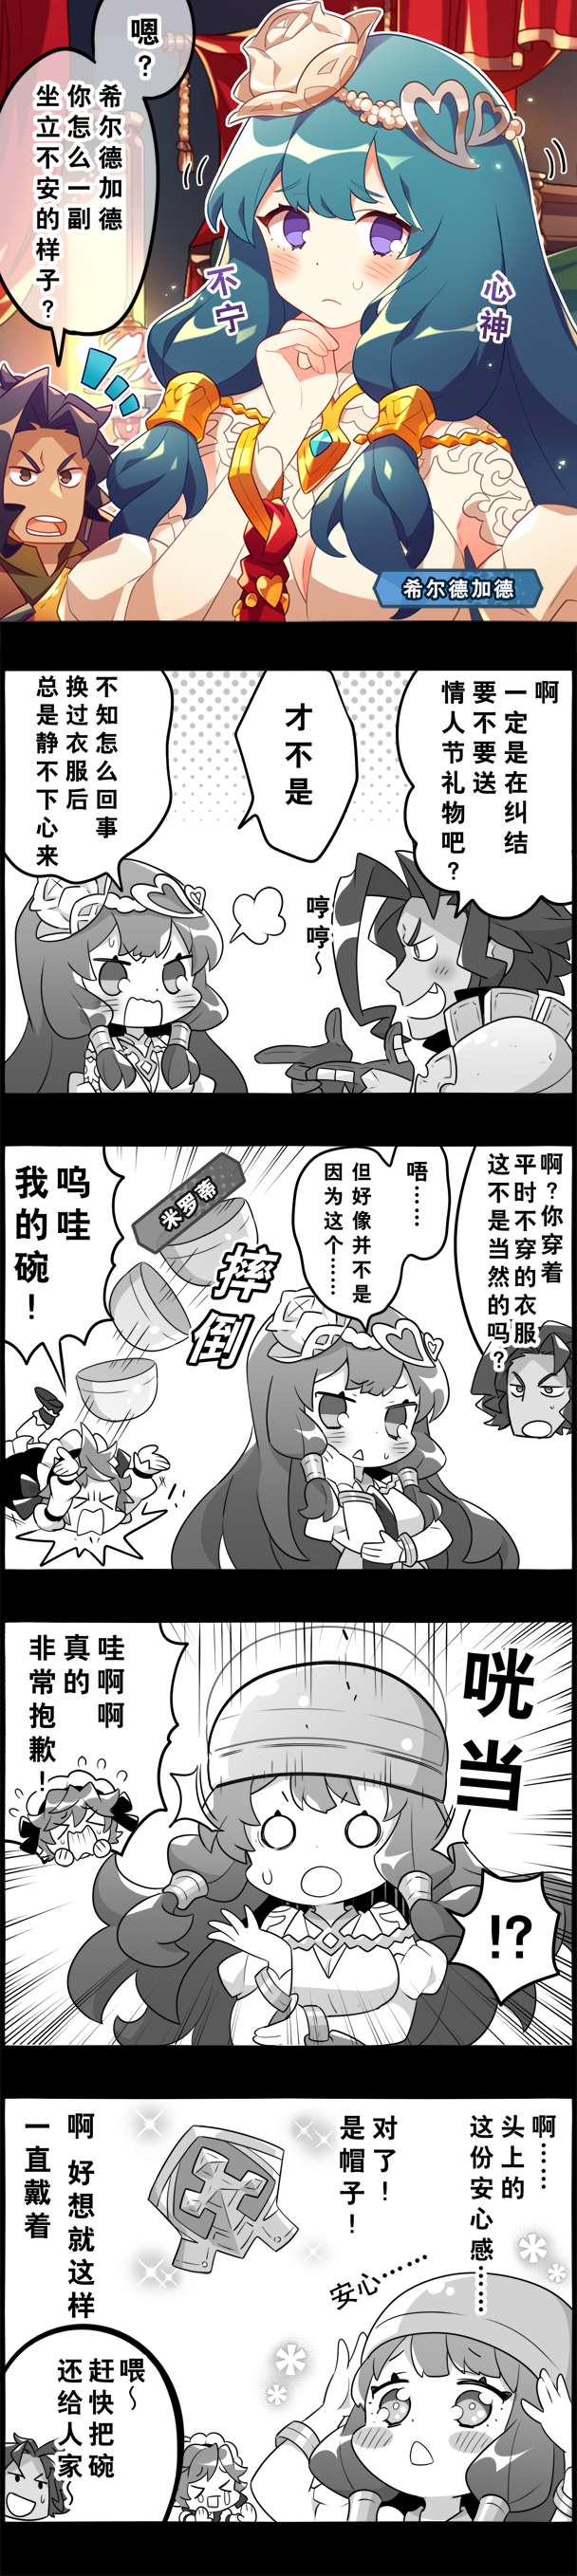 嗯?
希尔德加德
你怎么一副
坐立不安的样子?
心神
不宁
希尔德加德
啊
一定是在纠结
要不要送
情人节礼物吧?
哼哼~
才不是
不知怎么回事
换过衣服后
总是静不下心来
啊?你穿着
平时不穿的衣服
这不是当然的吗?
唔……
但好像并不是
因为这个……
摔倒
米罗蒂
呜哇
我的碗!
咣当
!?
哇啊啊
真的
非常抱歉!
啊……
头上的
这份安心感……
安心……
对了!
是帽子!
啊 好想就这样
一直戴着
喂~
赶快把碗
还给人家